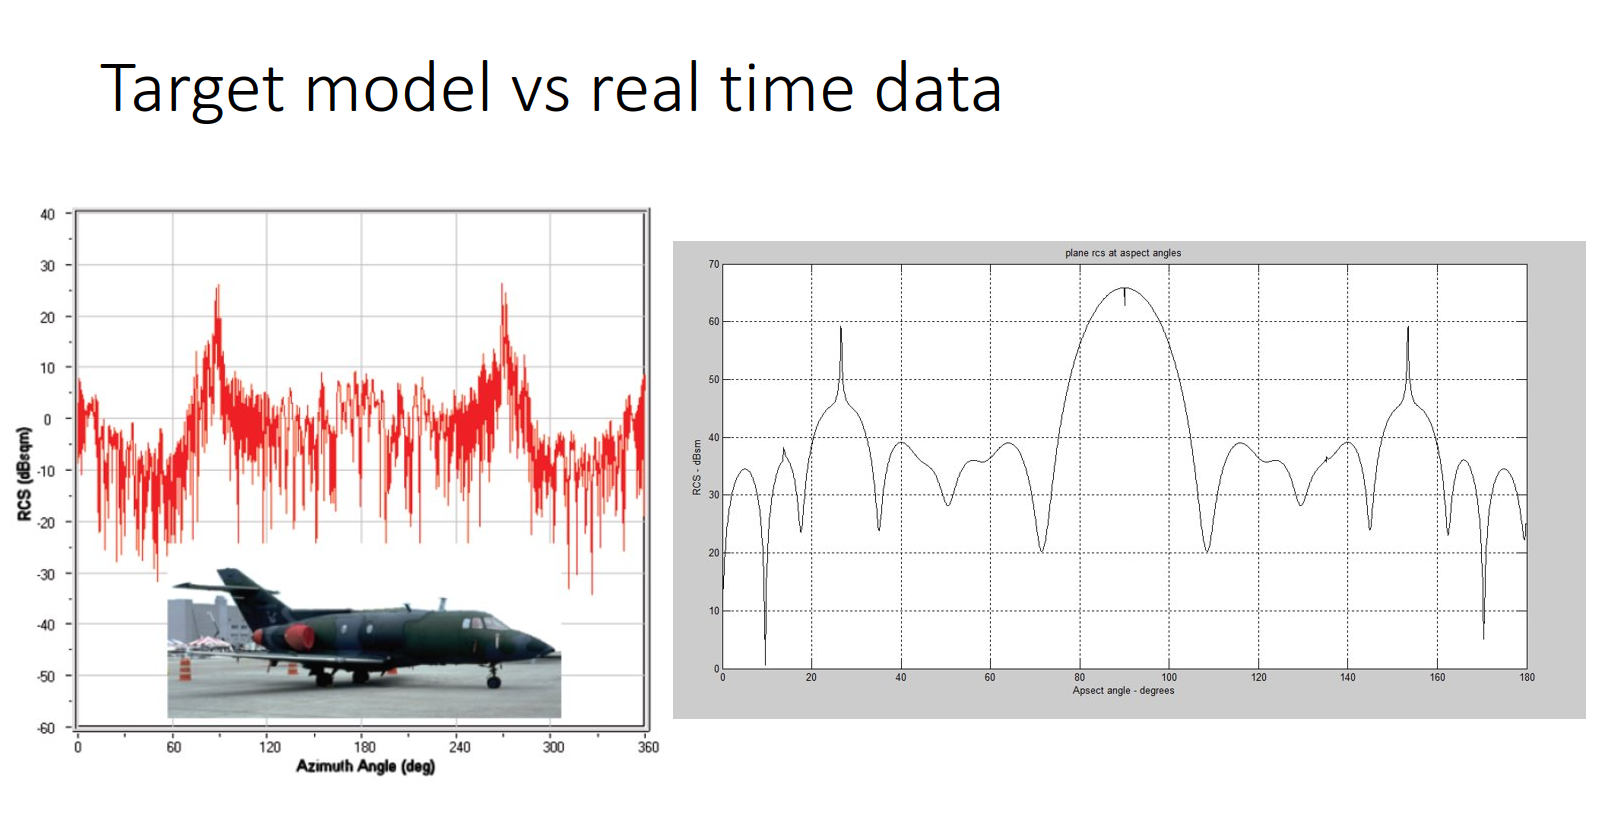 Target model vs real time data
40
30
20
10
0
-10
-20
-30
-40
-50
-60
RCS (dBsqm)
0 60 120 180 240 300 360
Azimuth Angle (deg)
plane rcs at aspect angles
70
60
50
40
30
20
10
0
RCS - dBsm
0 20 40 60 80 100 120 140 160 180
Apsect angle - degrees